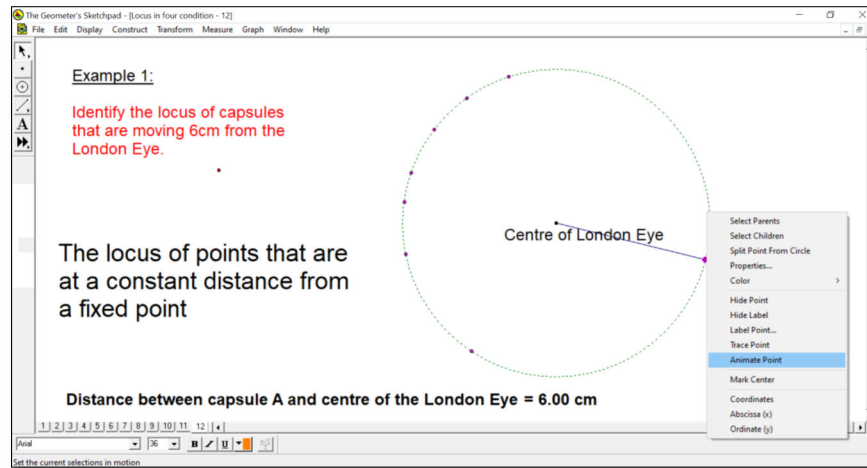 The Geometer's Sketchpad - [Locus in four condition - 12]
File Edit Display Construct Transform Measure Graph Window Help
Example 1:
Identify the locus of capsules
that are moving 6cm from the
London Eye.
Centre of London Eye
The locus of points that are
at a constant distance from
a fixed point
Select Parents
Select Children
Split Point From Circle
Properties...
Color
Hide Point
Hide Label
Label Point...
Trace Point
Animate Point
Mark Center
Coordinates
Abscissa (x)
Ordinate (y)
Distance between capsule A and centre of the London Eye = 6.00 cm
1 2 3 4 5 6 7 8 9 10 11 12
Arial 36 B I U
Set the current selections in motion